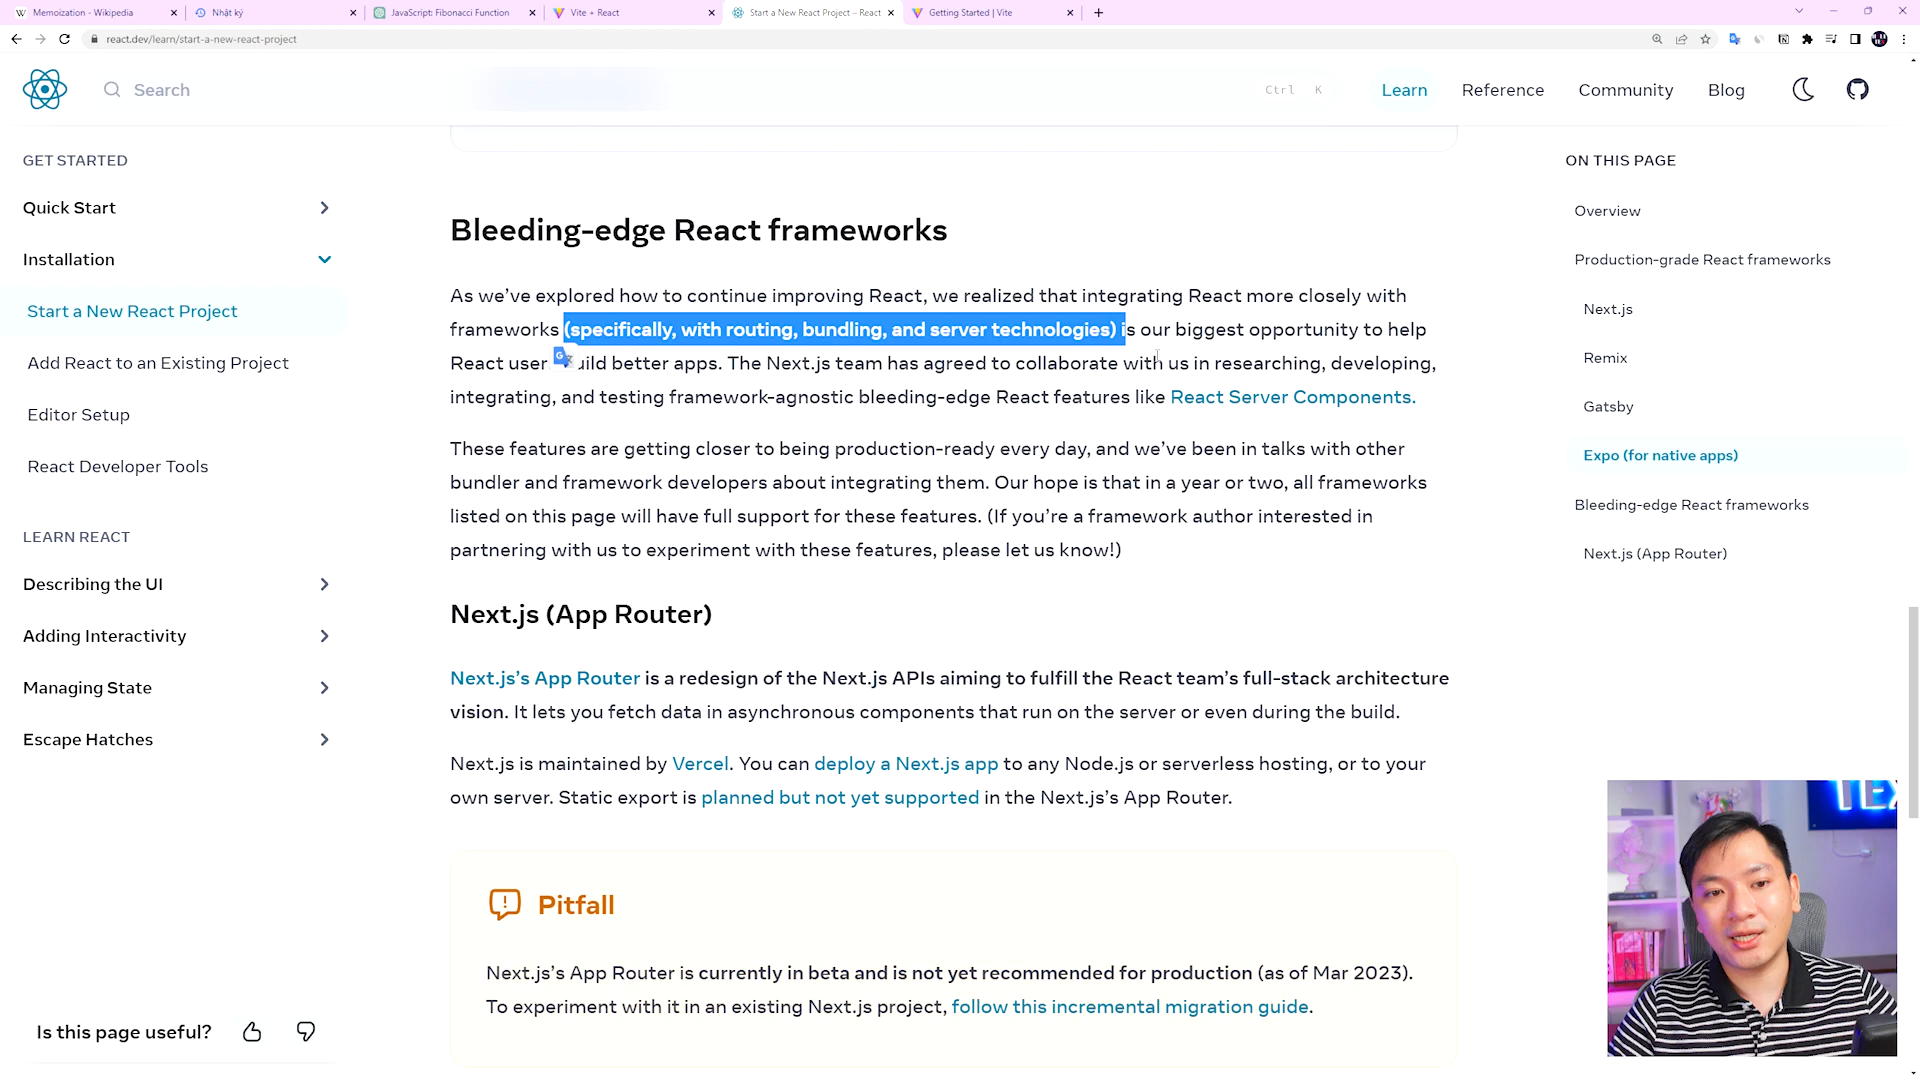 Memoization - Wikipedia
Nhật ký
JavaScript: Fibonacci Function
Vite + React
Start a New React Project – React
Getting Started | Vite
react.dev/learn/start-a-new-react-project
Search
Ctrl K
Learn
Reference
Community
Blog
GET STARTED
Quick Start
Installation
Start a New React Project
Add React to an Existing Project
Editor Setup
React Developer Tools
LEARN REACT
Describing the UI
Adding Interactivity
Managing State
Escape Hatches
Is this page useful?
Bleeding-edge React frameworks
As we’ve explored how to continue improving React, we realized that integrating React more closely with
frameworks (specifically, with routing, bundling, and server technologies) is our biggest opportunity to help
React user uild better apps. The Next.js team has agreed to collaborate with us in researching, developing,
integrating, and testing framework-agnostic bleeding-edge React features like React Server Components.
These features are getting closer to being production-ready every day, and we’ve been in talks with other
bundler and framework developers about integrating them. Our hope is that in a year or two, all frameworks
listed on this page will have full support for these features. (If you’re a framework author interested in
partnering with us to experiment with these features, please let us know!)
Next.js (App Router)
Next.js’s App Router is a redesign of the Next.js APIs aiming to fulfill the React team’s full-stack architecture
vision. It lets you fetch data in asynchronous components that run on the server or even during the build.
Next.js is maintained by Vercel. You can deploy a Next.js app to any Node.js or serverless hosting, or to your
own server. Static export is planned but not yet supported in the Next.js’s App Router.
Pitfall
Next.js’s App Router is currently in beta and is not yet recommended for production (as of Mar 2023).
To experiment with it in an existing Next.js project, follow this incremental migration guide.
ON THIS PAGE
Overview
Production-grade React frameworks
Next.js
Remix
Gatsby
Expo (for native apps)
Bleeding-edge React frameworks
Next.js (App Router)